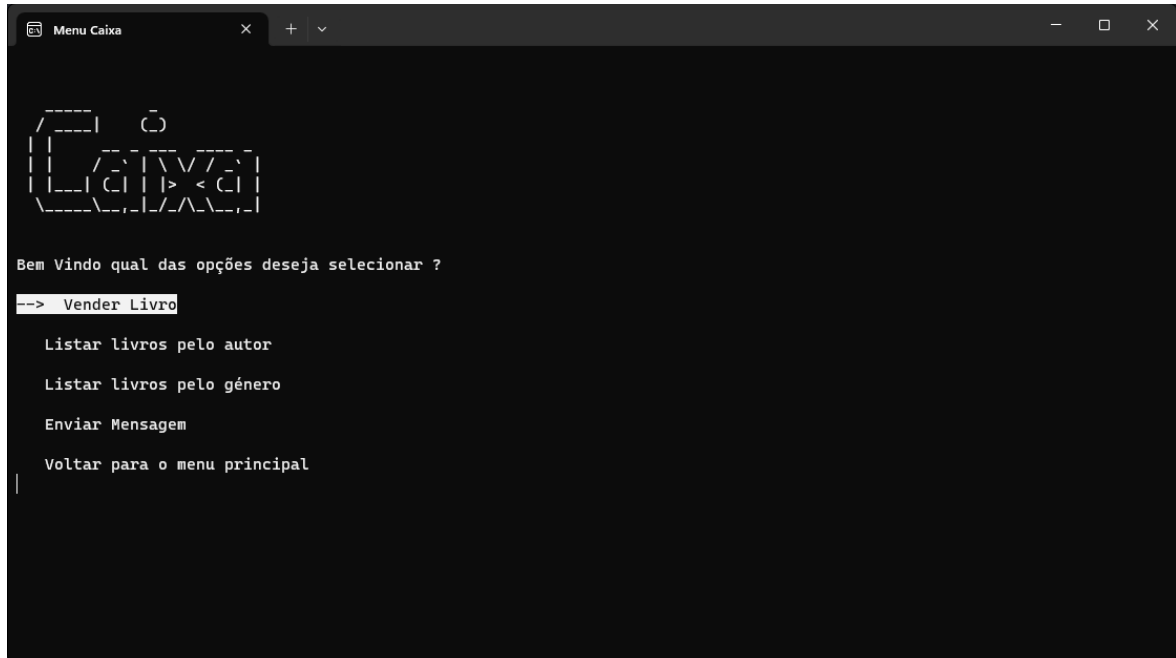 Menu Caixa
Caixa
Bem Vindo qual das opções deseja selecionar ?
--> Vender Livro
Listar livros pelo autor
Listar livros pelo género
Enviar Mensagem
Voltar para o menu principal